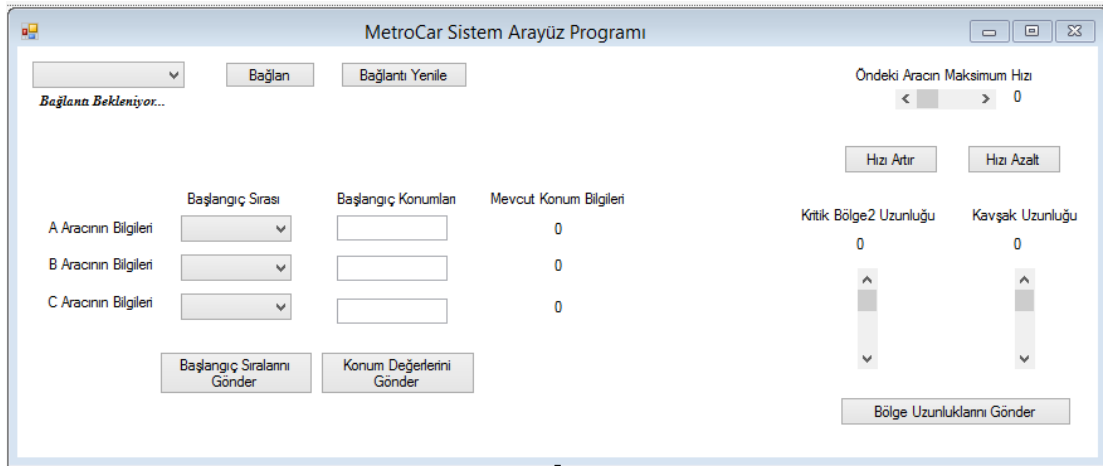 MetroCar Sistem Arayüz Programı
Bağlan
Bağlantı Yenile
Bağlantı Bekleniyor...
Öndeki Aracın Maksimum Hızı
0
Hızı Artır
Hızı Azalt
Başlangıç Sırası
Başlangıç Konumları
Mevcut Konum Bilgileri
A Aracının Bilgileri
0
B Aracının Bilgileri
0
C Aracının Bilgileri
0
Başlangıç Sıralarını
Gönder
Konum Değerlerini
Gönder
Kritik Bölge2 Uzunluğu
Kavşak Uzunluğu
0
0
Bölge Uzunluklarını Gönder